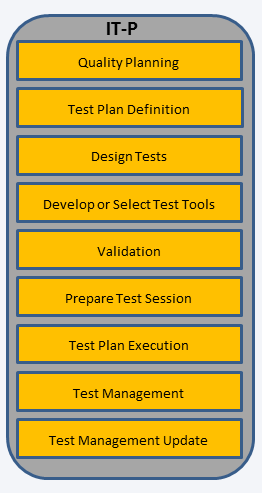 IT-P
Quality Planning
Test Plan Definition
Design Tests
Develop or Select Test Tools
Validation
Prepare Test Session
Test Plan Execution
Test Management
Test Management Update